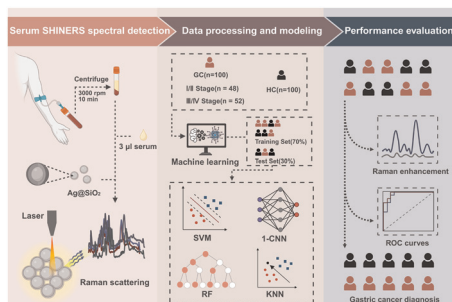 Serum SHINERS spectral detection
Data processing and modeling
Performance evaluation
Centrifuge
3000 rpm
10 min
3 μl serum
Ag@SiO₂
Laser
Raman scattering
GC(n=100)
I/II Stage(n = 48)
HC(n=100)
III/IV Stage(n = 52)
Machine learning
Training Set(70%)
Test Set(30%)
SVM
1-CNN
RF
KNN
Raman enhancement
ROC curves
Gastric cancer diagnosis